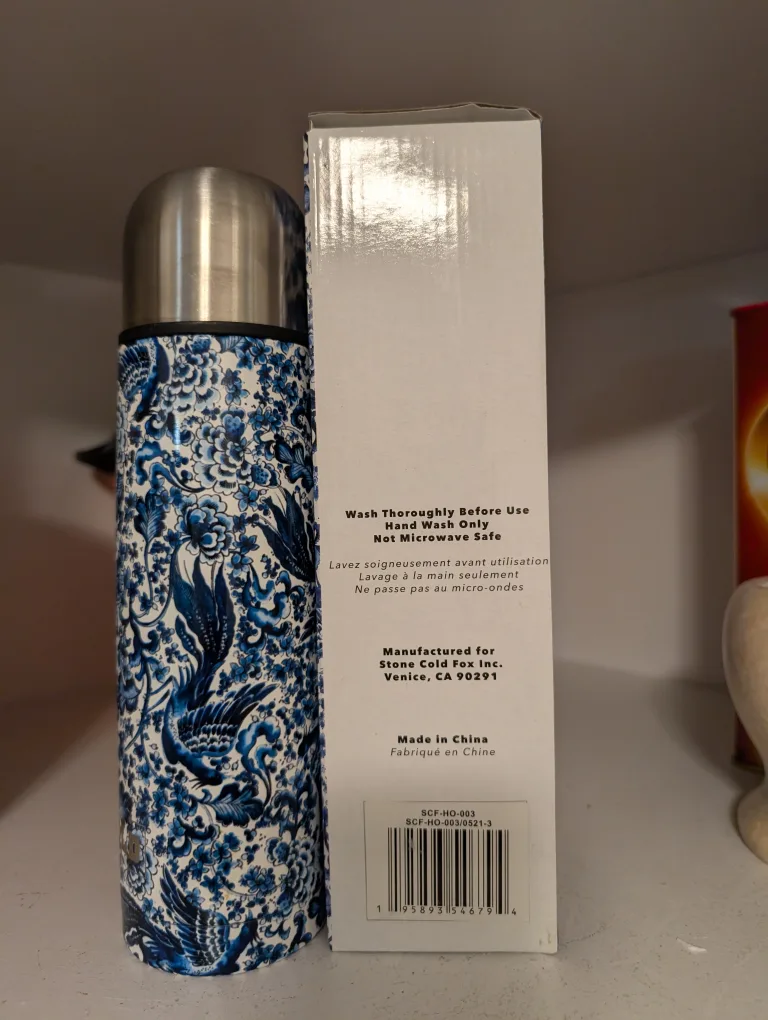 Wash Thoroughly Before Use
Hand Wash Only
Not Microwave Safe
Lavez soigneusement avant utilisation
Lavage à la main seulement
Ne passe pas au micro-ondes
Manufactured for
Stone Cold Fox Inc.
Venice, CA 90291
Made in China
Fabriqué en Chine
SCF-HO-003
SCF-HO-003/0521-3
1 95893 54679 4